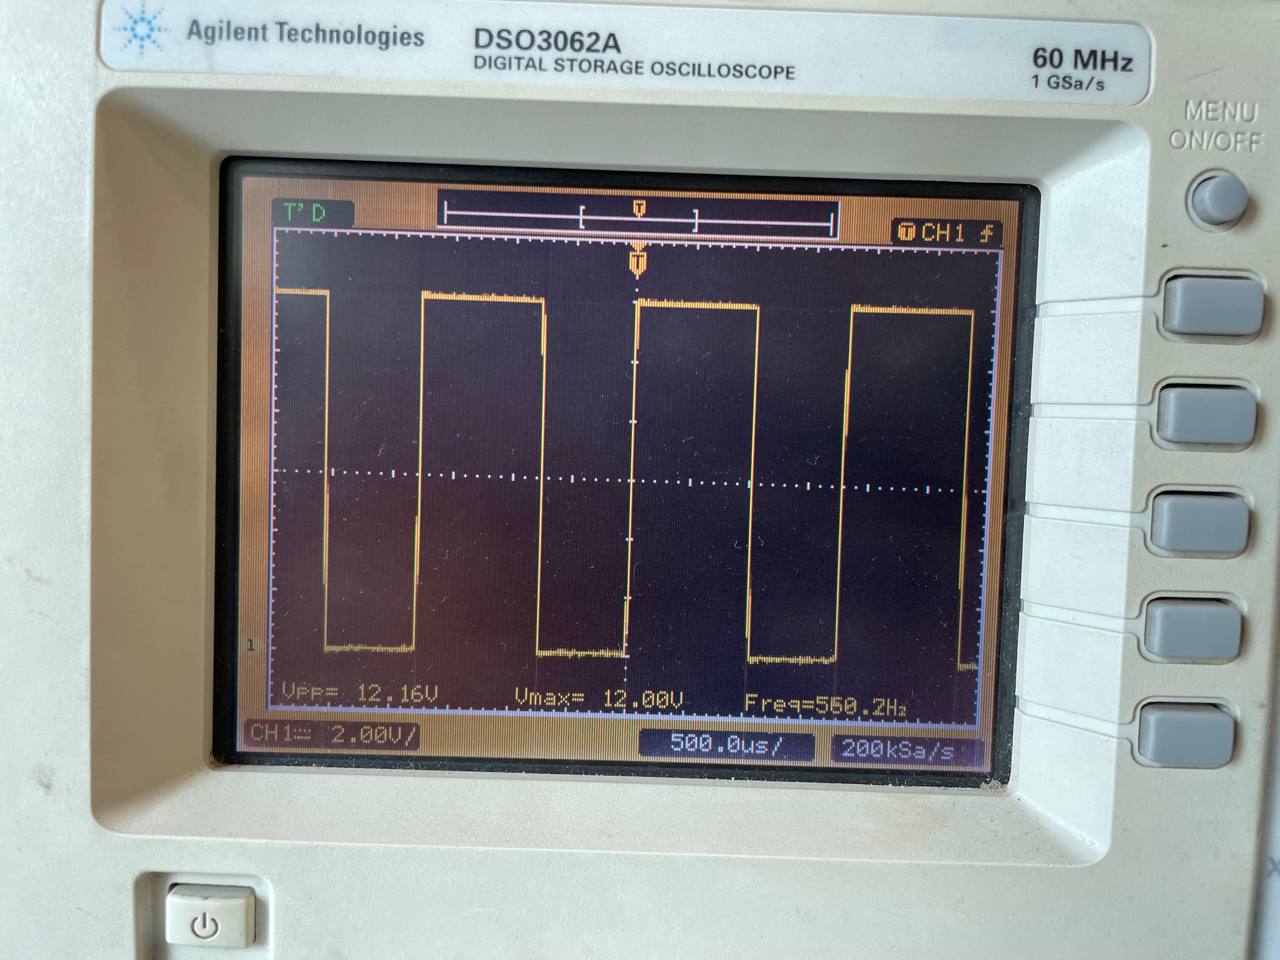 Agilent Technologies
DSO3062A
DIGITAL STORAGE OSCILLOSCOPE
60 MHz
1 GSa/s
MENU
ON/OFF
T'D
T
T CH1
T
1
Vpp= 12.16V
Vmax= 12.00V
Freq=560.2Hz
CH1 2.00V/
500.0us/
200kSa/s